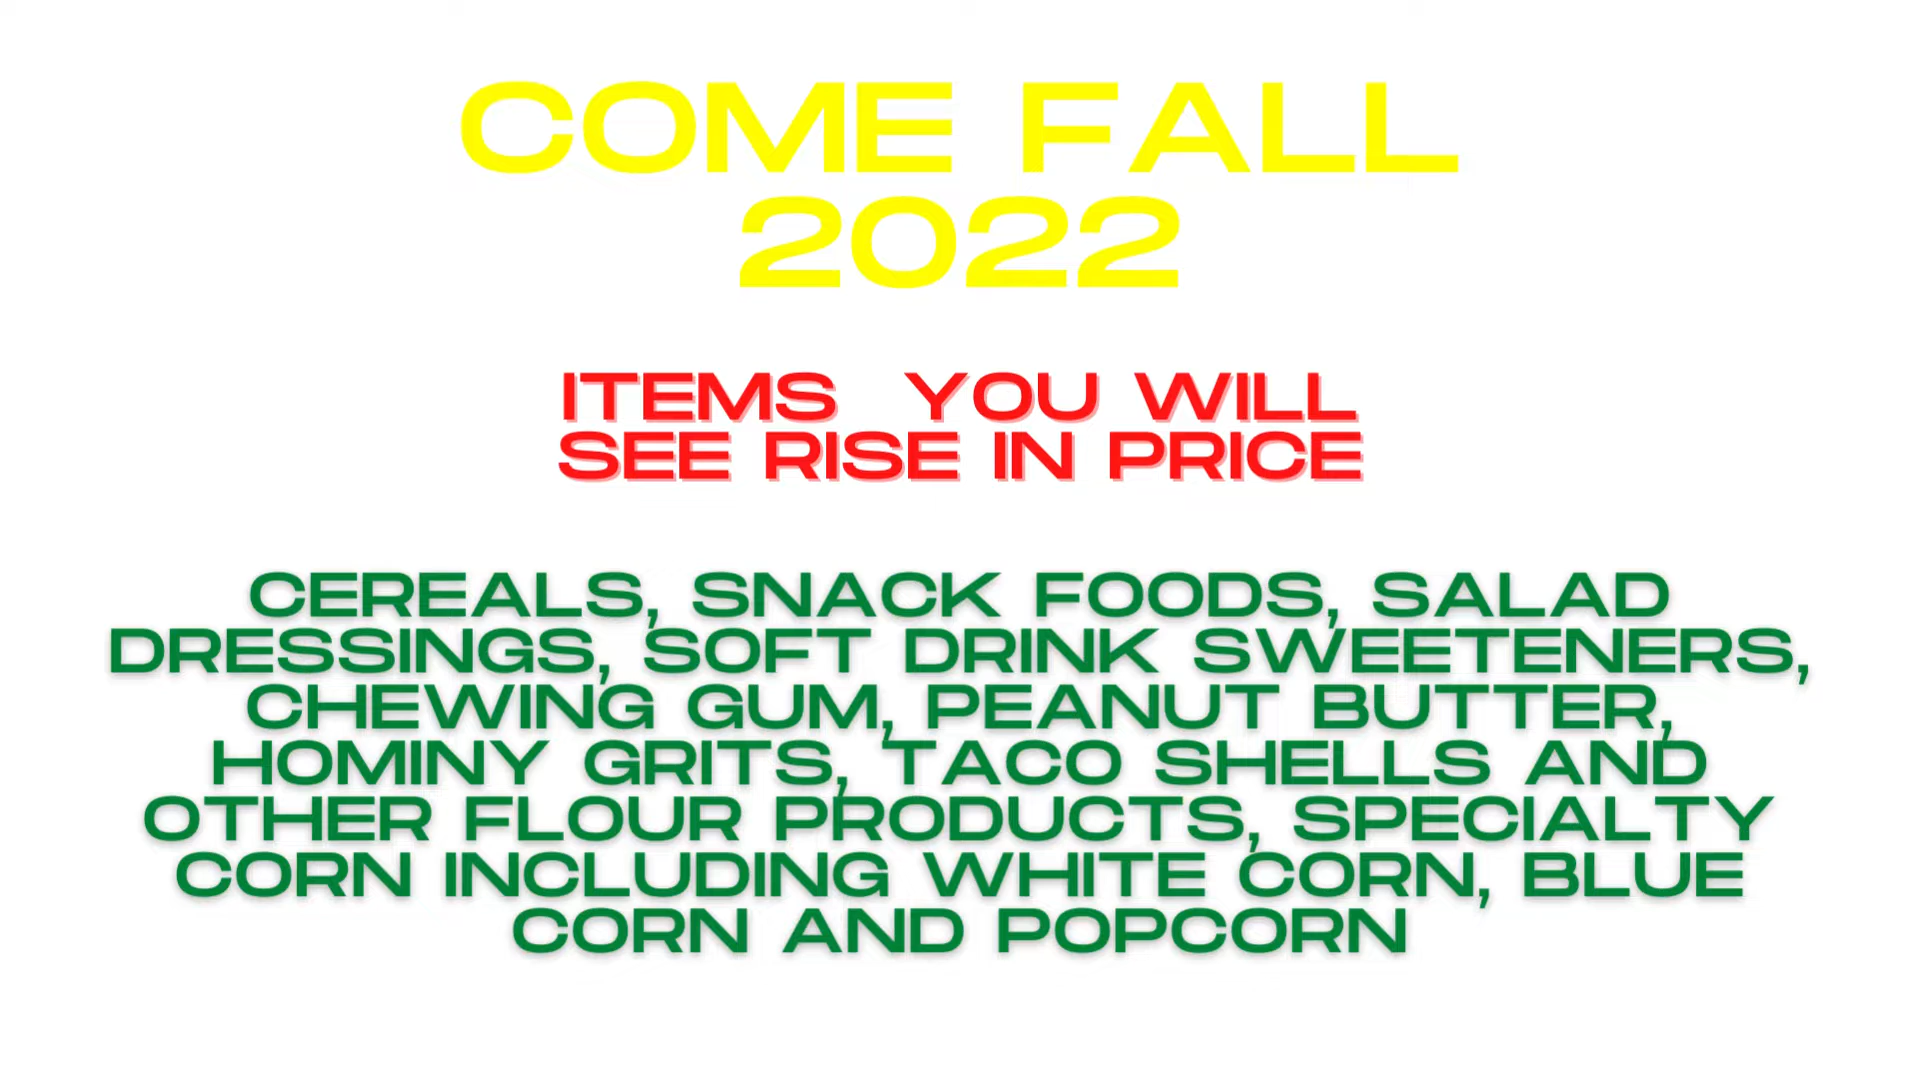 COME FALL
2022
ITEMS YOU WILL
SEE RISE IN PRICE
CEREALS, SNACK FOODS, SALAD
DRESSINGS, SOFT DRINK SWEETENERS,
CHEWING GUM, PEANUT BUTTER,
HOMINY GRITS, TACO SHELLS AND
OTHER FLOUR PRODUCTS, SPECIALTY
CORN INCLUDING WHITE CORN, BLUE
CORN AND POPCORN